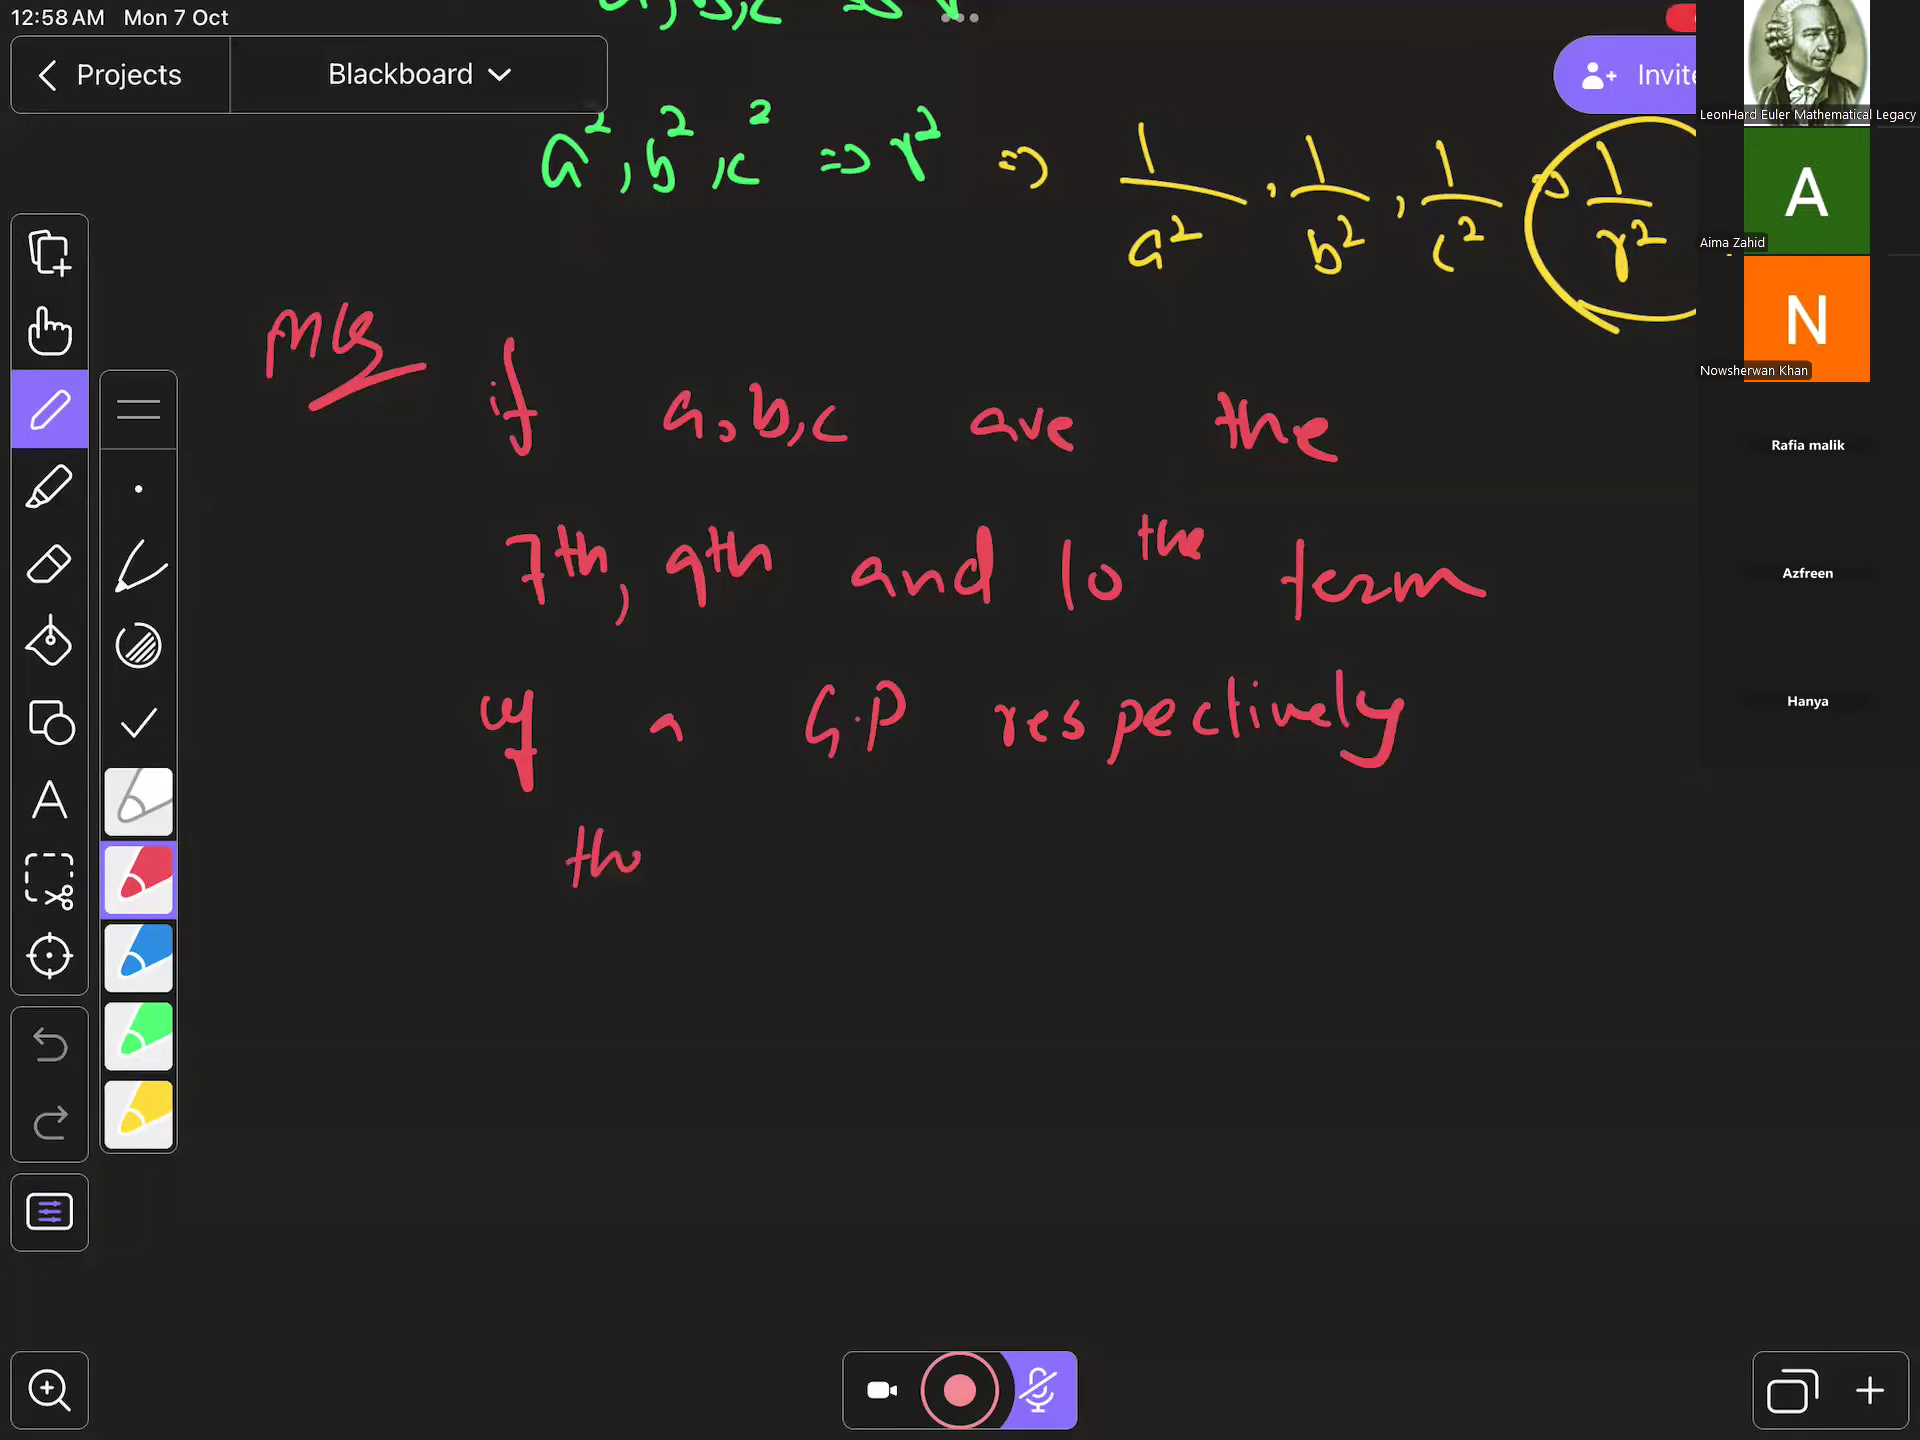 12:58 AM Mon 7 Oct
Projects
Blackboard
Invite
LeonHard Euler Mathematical Legacy
a², b², c² => r² => 1/a², 1/b², 1/c² => 1/r²
A
Aima Zahid
N
Nowsherwan Khan
MCQ
if a,b,c are the
Rafia malik
7th, 9th and 10the term
Azfreen
of a G.P respectively
Hanya
A